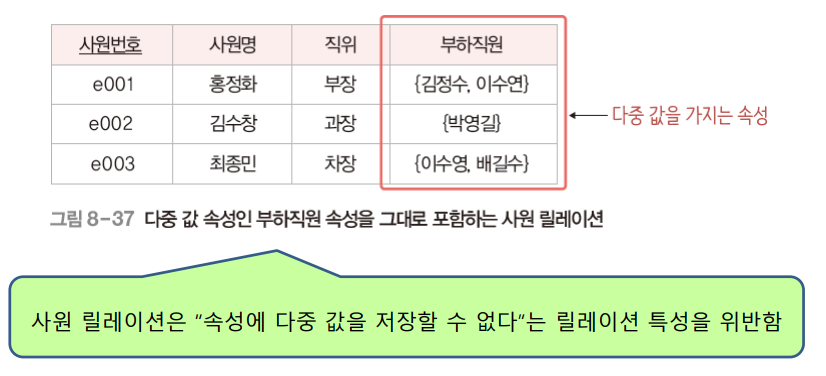 사원번호 사원명 직위 부하직원
e001 홍정화 부장 {김정수, 이수연}
e002 김수창 과장 {박영길}
e003 최종민 차장 {이수영, 배길수}
다중 값을 가지는 속성
그림 8-37 다중 값 속성인 부하직원 속성을 그대로 포함하는 사원 릴레이션
사원 릴레이션은 "속성에 다중 값을 저장할 수 없다"는 릴레이션 특성을 위반함